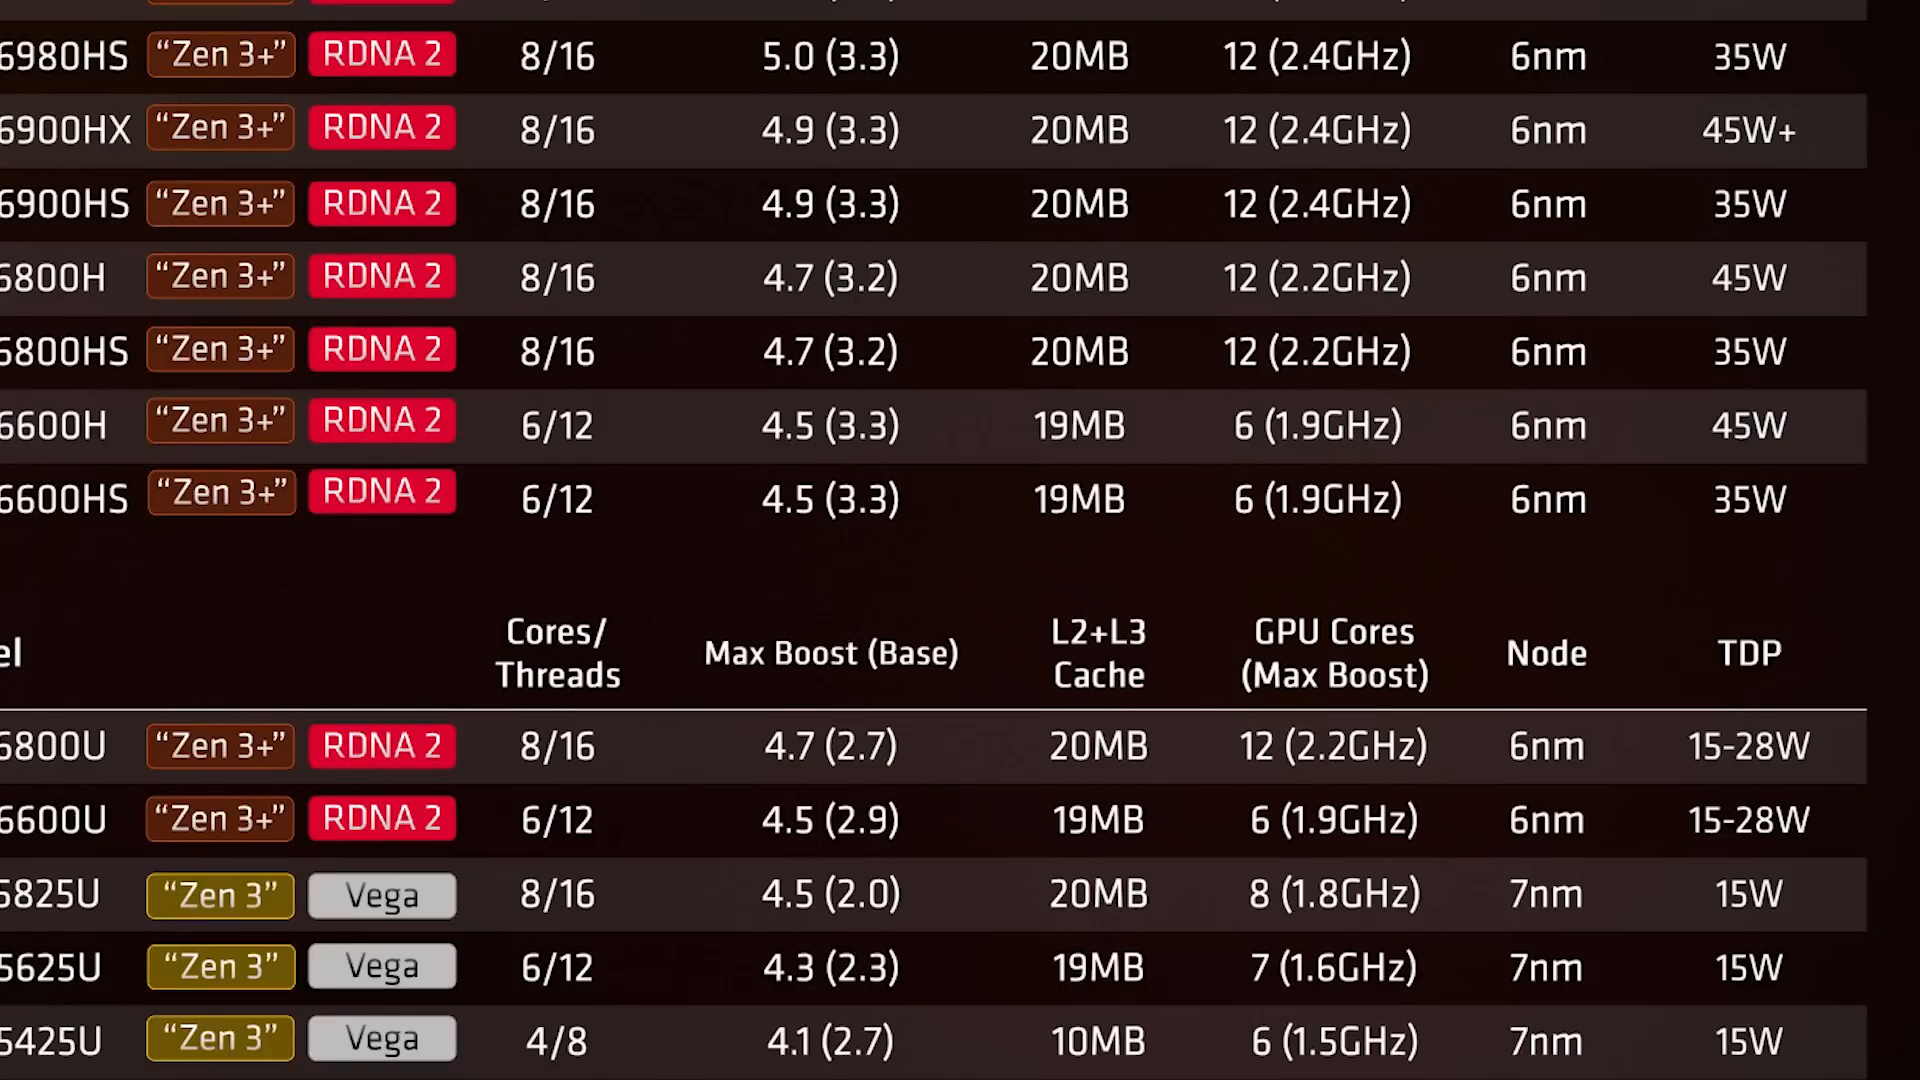 6980HS “Zen 3+” RDNA 2 8/16 5.0 (3.3) 20MB 12 (2.4GHz) 6nm 35W
6900HX “Zen 3+” RDNA 2 8/16 4.9 (3.3) 20MB 12 (2.4GHz) 6nm 45W+
6900HS “Zen 3+” RDNA 2 8/16 4.9 (3.3) 20MB 12 (2.4GHz) 6nm 35W
6800H “Zen 3+” RDNA 2 8/16 4.7 (3.2) 20MB 12 (2.2GHz) 6nm 45W
6800HS “Zen 3+” RDNA 2 8/16 4.7 (3.2) 20MB 12 (2.2GHz) 6nm 35W
6600H “Zen 3+” RDNA 2 6/12 4.5 (3.3) 19MB 6 (1.9GHz) 6nm 45W
6600HS “Zen 3+” RDNA 2 6/12 4.5 (3.3) 19MB 6 (1.9GHz) 6nm 35W
el Cores/ Threads Max Boost (Base) L2+L3 Cache GPU Cores (Max Boost) Node TDP
6800U “Zen 3+” RDNA 2 8/16 4.7 (2.7) 20MB 12 (2.2GHz) 6nm 15-28W
6600U “Zen 3+” RDNA 2 6/12 4.5 (2.9) 19MB 6 (1.9GHz) 6nm 15-28W
5825U “Zen 3” Vega 8/16 4.5 (2.0) 20MB 8 (1.8GHz) 7nm 15W
5625U “Zen 3” Vega 6/12 4.3 (2.3) 19MB 7 (1.6GHz) 7nm 15W
5425U “Zen 3” Vega 4/8 4.1 (2.7) 10MB 6 (1.5GHz) 7nm 15W